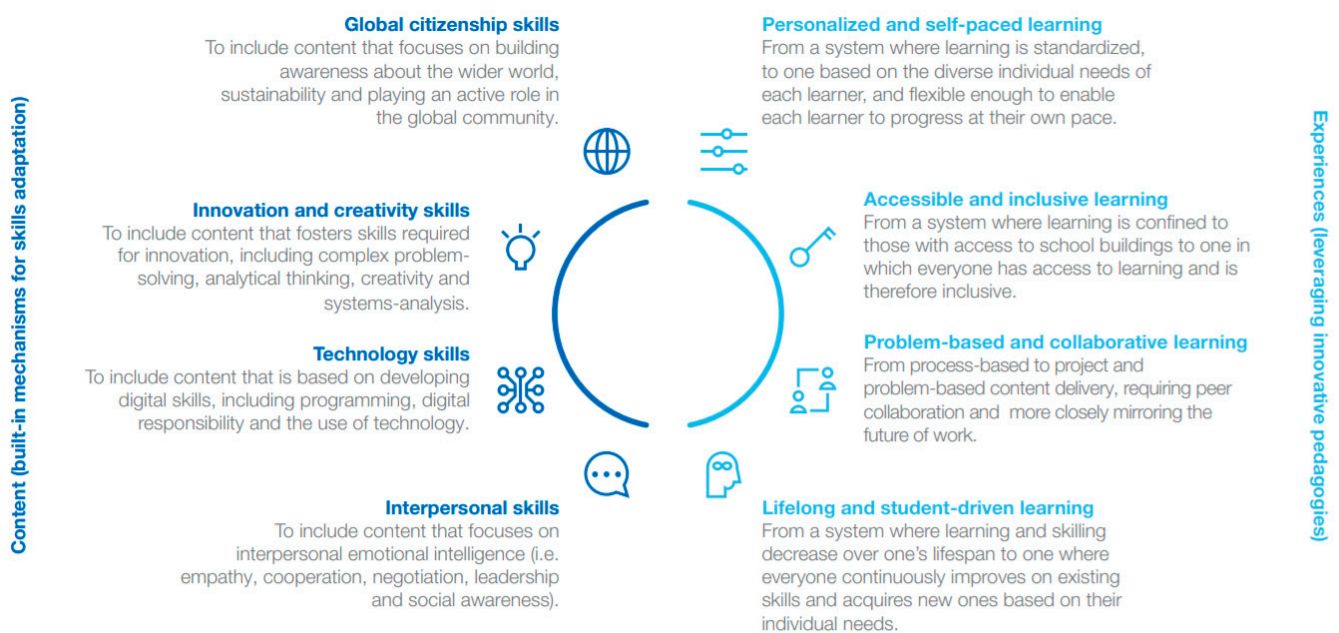 Content (built-in mechanisms for skills adaptation)
Global citizenship skills
To include content that focuses on building
awareness about the wider world,
sustainability and playing an active role in
the global community.
Innovation and creativity skills
To include content that fosters skills required
for innovation, including complex problem-
solving, analytical thinking, creativity and
systems-analysis.
Technology skills
To include content that is based on developing
digital skills, including programming, digital
responsibility and the use of technology.
Interpersonal skills
To include content that focuses on
interpersonal emotional intelligence (i.e.
empathy, cooperation, negotiation, leadership
and social awareness).
Personalized and self-paced learning
From a system where learning is standardized,
to one based on the diverse individual needs of
each learner, and flexible enough to enable
each learner to progress at their own pace.
Accessible and inclusive learning
From a system where learning is confined to
those with access to school buildings to one in
which everyone has access to learning and is
therefore inclusive.
Problem-based and collaborative learning
From process-based to project and
problem-based content delivery, requiring peer
collaboration and more closely mirroring the
future of work.
Lifelong and student-driven learning
From a system where learning and skilling
decrease over one’s lifespan to one where
everyone continuously improves on existing
skills and acquires new ones based on their
individual needs.
Experiences (leveraging innovative pedagogies)